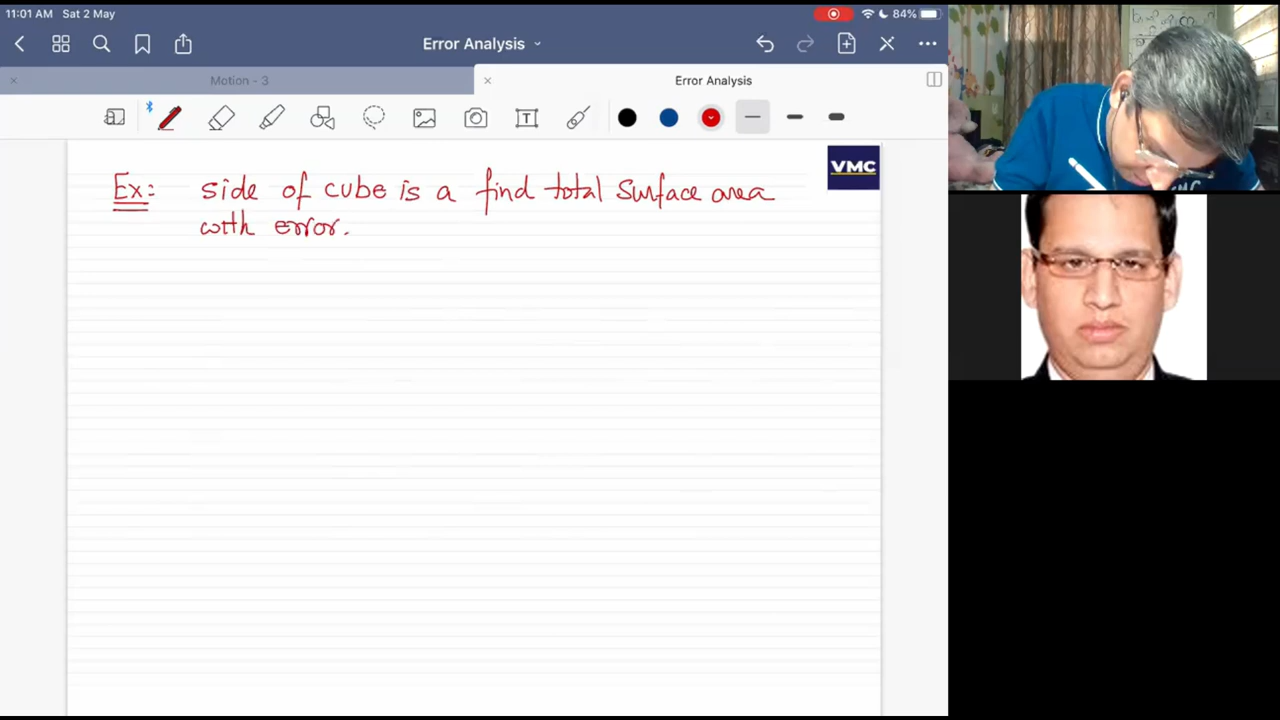 11:01 AM Sat 2 May
84%
Error Analysis
Motion - 3
Error Analysis
T
VMC
Ex: side of cube is a find total surface area
with error.